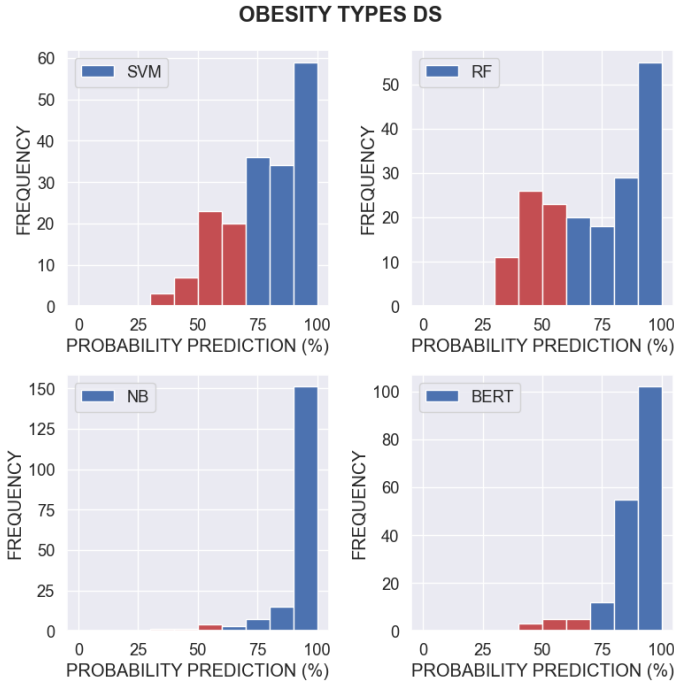 OBESITY TYPES DS
SVM
FREQUENCY
60
50
40
30
20
10
0
0 25 50 75 100
PROBABILITY PREDICTION (%)
RF
FREQUENCY
50
40
30
20
10
0
0 25 50 75 100
PROBABILITY PREDICTION (%)
NB
FREQUENCY
150
125
100
75
50
25
0
0 25 50 75 100
PROBABILITY PREDICTION (%)
BERT
FREQUENCY
100
80
60
40
20
0
0 25 50 75 100
PROBABILITY PREDICTION (%)